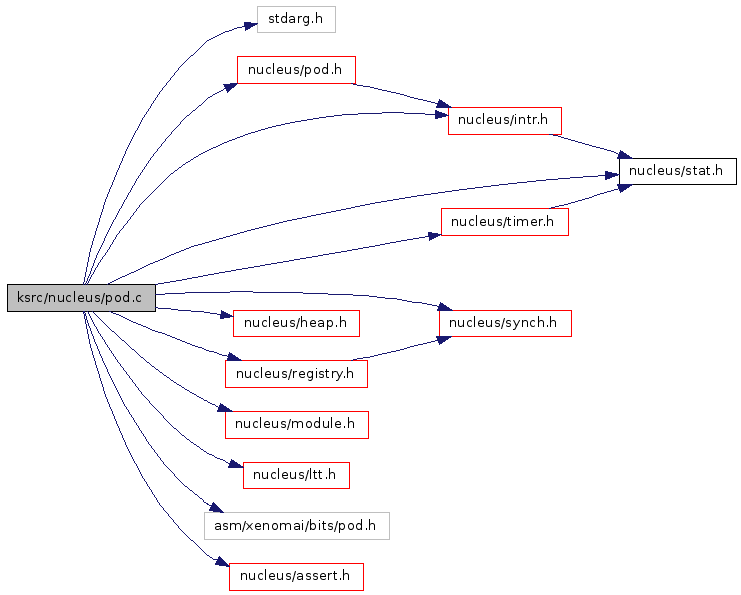 stdarg.h
nucleus/pod.h
nucleus/intr.h
nucleus/stat.h
nucleus/timer.h
ksrc/nucleus/pod.c
nucleus/heap.h
nucleus/synch.h
nucleus/registry.h
nucleus/module.h
nucleus/ltt.h
asm/xenomai/bits/pod.h
nucleus/assert.h